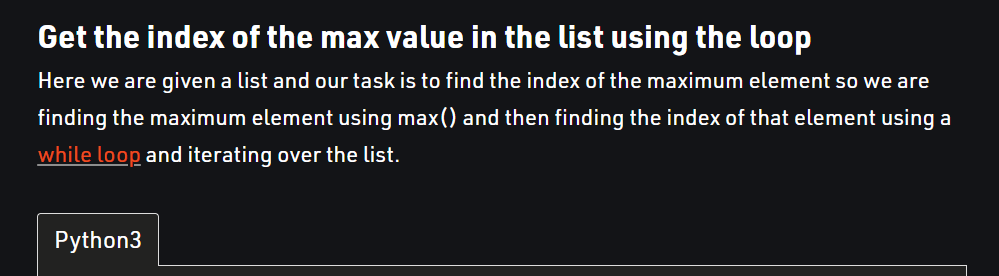 Get the index of the max value in the list using the loop
Here we are given a list and our task is to find the index of the maximum element so we are
finding the maximum element using max() and then finding the index of that element using a
while loop and iterating over the list.
Python3